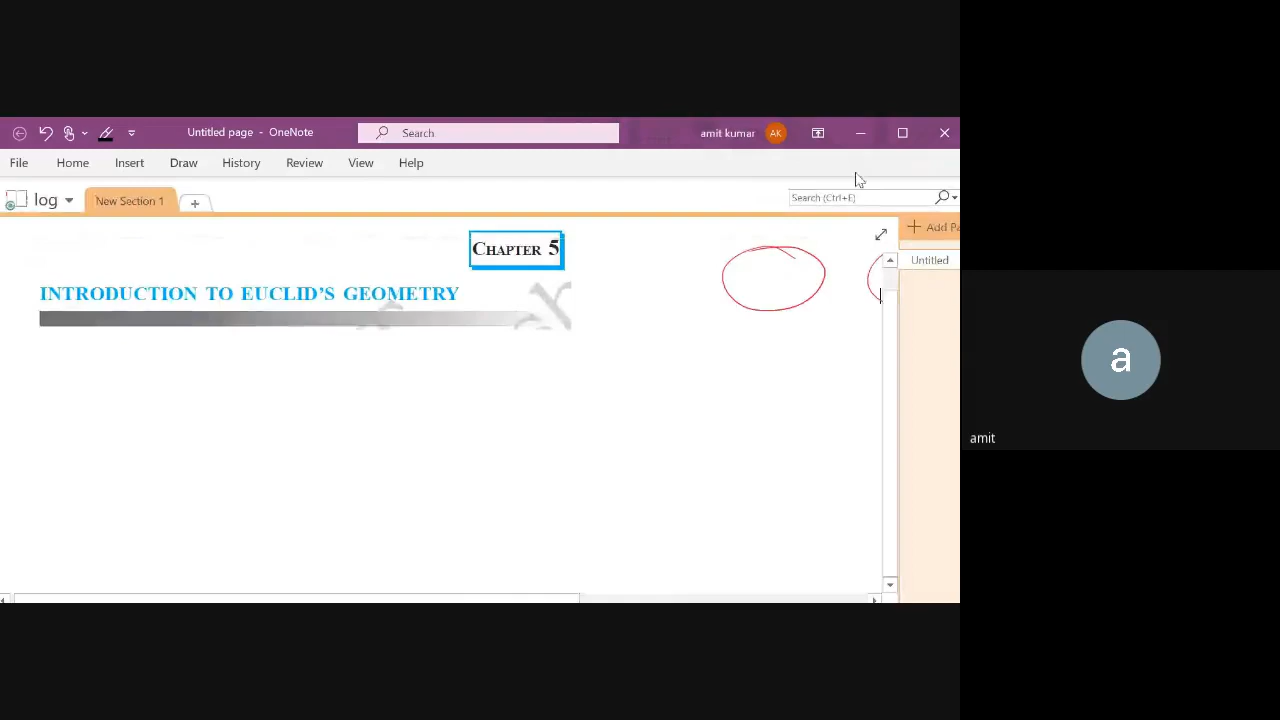 Untitled page - OneNote
Search
amit kumar
AK
File
Home
Insert
Draw
History
Review
View
Help
log
New Section 1
Search (Ctrl+E)
CHAPTER 5
Add Pa
INTRODUCTION TO EUCLID'S GEOMETRY
Untitled
a
amit